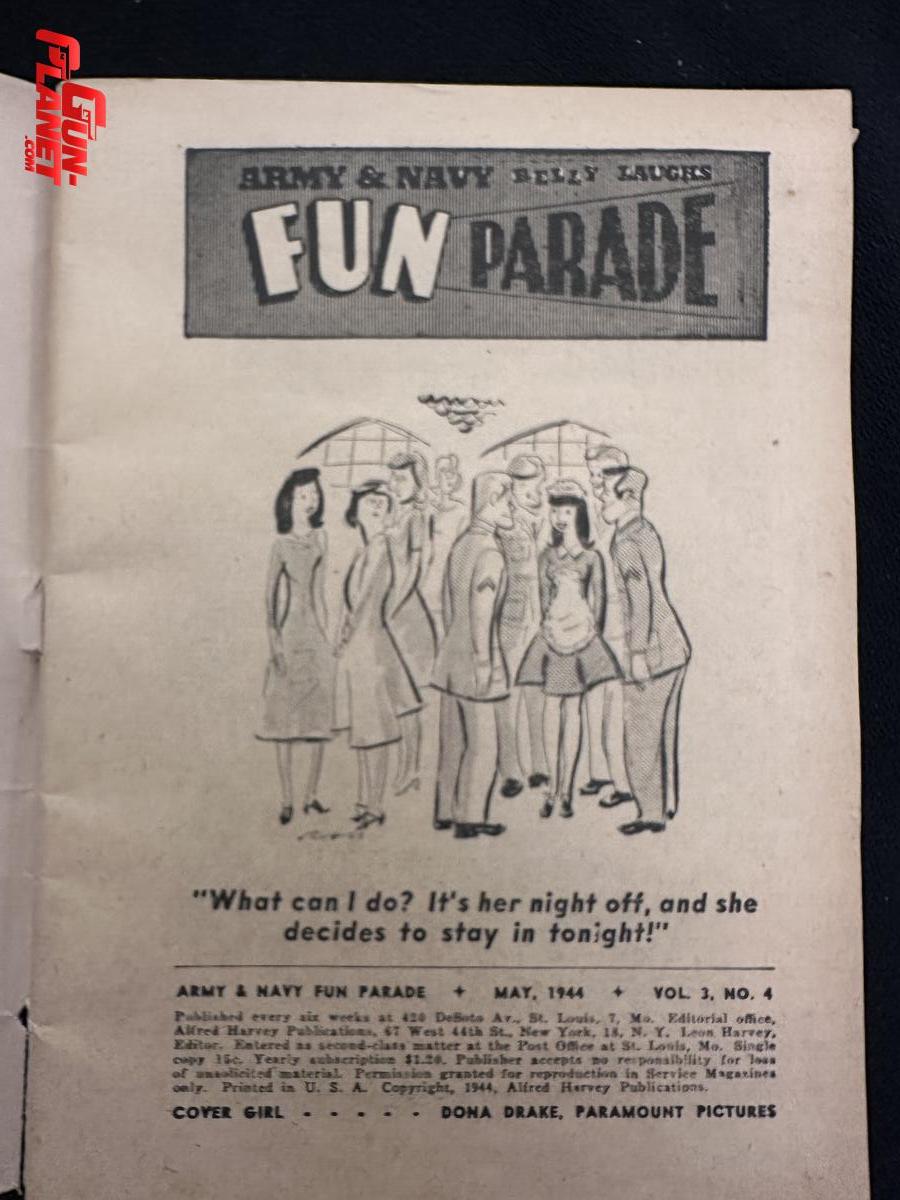 GUN-
PLANET
.COM
ARMY & NAVY BELLY LAUGHS
FUN PARADE
"What can I do? It's her night off, and she
decides to stay in tonight!"
ARMY & NAVY FUN PARADE + MAY, 1944 + VOL. 3, NO. 4
Published every six weeks at 420 DeSoto Av., St. Louis, 7, Mo. Editorial office,
Alfred Harvey Publications, 67 West 44th St., New York, 18, N. Y. Leon Harvey,
Editor. Entered as second-class matter at the Post Office at St. Louis, Mo. Single
copy 15c. Yearly subscription $1.20. Publisher accepts no responsibility for loss
of unsolicited material. Permission granted for reproduction in Service Magazines
only. Printed in U. S. A. Copyright, 1944, Alfred Harvey Publications.
COVER GIRL - - - - - DONA DRAKE, PARAMOUNT PICTURES